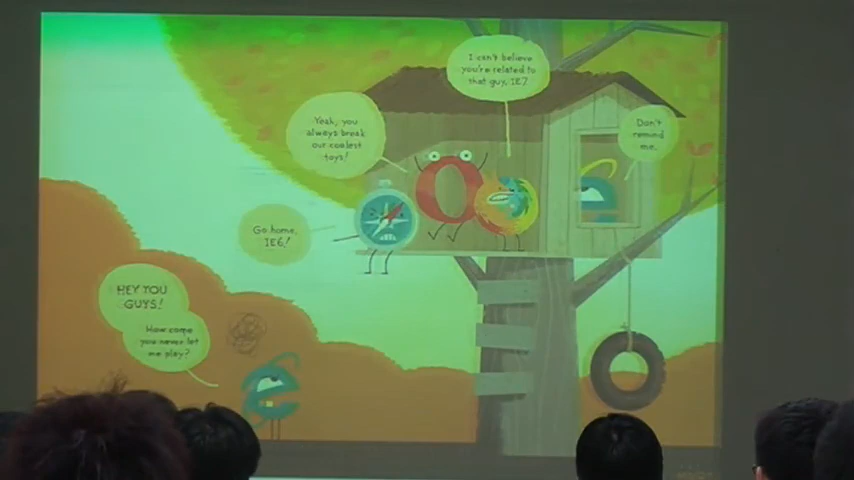 I can't believe
you're related to
that guy, IE7.
Yeah, you
always break
our coolest
toys!
Don't
remind
me.
Go home,
IE6!
HEY YOU
GUYS!
How come
you never let
me play?